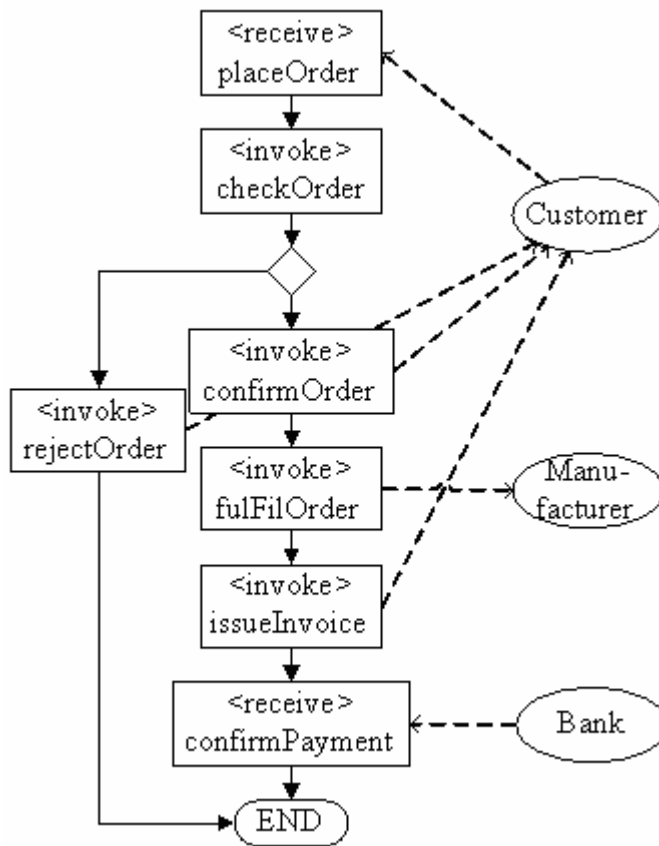 <receive>
placeOrder
<invoke>
checkOrder
Customer
<invoke>
confirmOrder
<invoke>
rejectOrder
<invoke>
fulFilOrder
Manu-
facturer
<invoke>
issueInvoice
<receive>
confirmPayment
Bank
END